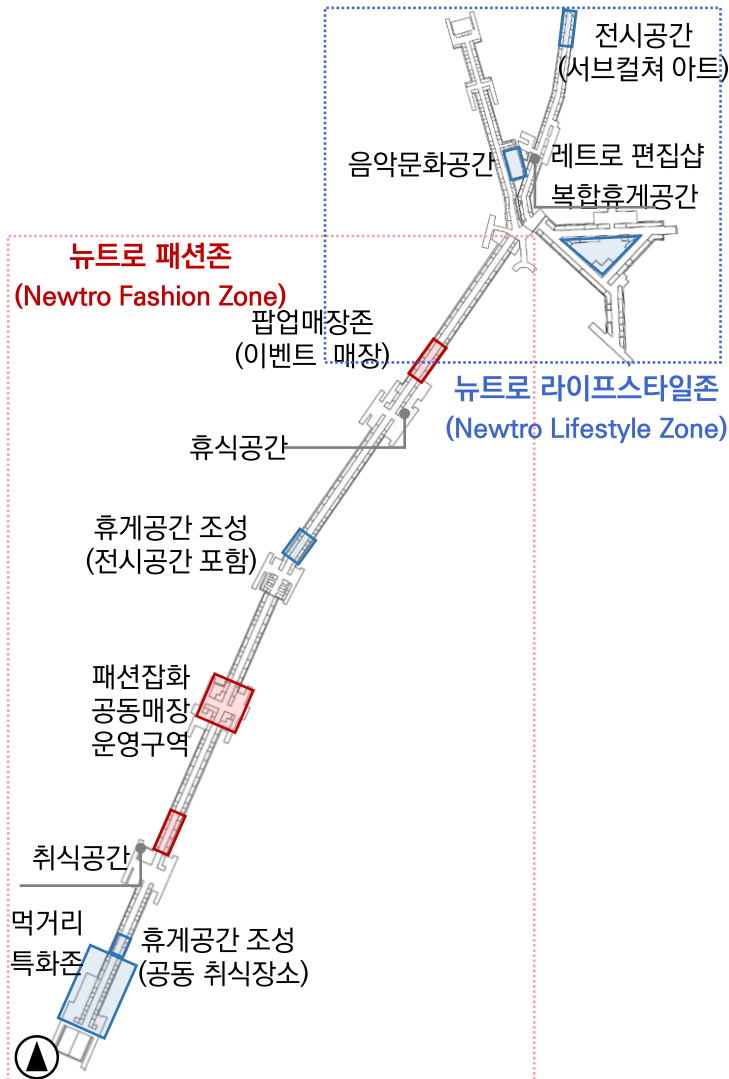 전시공간
(서브컬쳐 아트)
음악문화공간
레트로 편집샵
복합휴게공간
뉴트로 패션존
(Newtro Fashion Zone)
팝업매장존
(이벤트 매장)
뉴트로 라이프스타일존
(Newtro Lifestyle Zone)
휴식공간
휴게공간 조성
(전시공간 포함)
패션잡화
공동매장
운영구역
취식공간
먹거리
특화존
휴게공간 조성
(공동 취식장소)